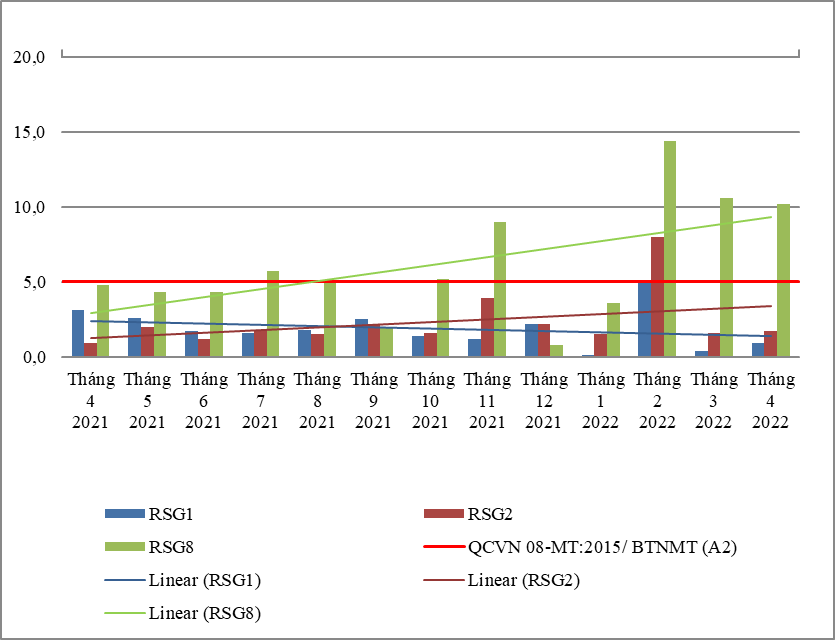 20,0
15,0
10,0
5,0
0,0
Tháng Tháng Tháng Tháng Tháng Tháng Tháng Tháng Tháng Tháng Tháng Tháng Tháng
4 5 6 7 8 9 10 11 12 1 2 3 4
2021 2021 2021 2021 2021 2021 2021 2021 2021 2022 2022 2022 2022
RSG1 RSG2
RSG8 QCVN 08-MT:2015/ BTNMT (A2)
Linear (RSG1) Linear (RSG2)
Linear (RSG8)